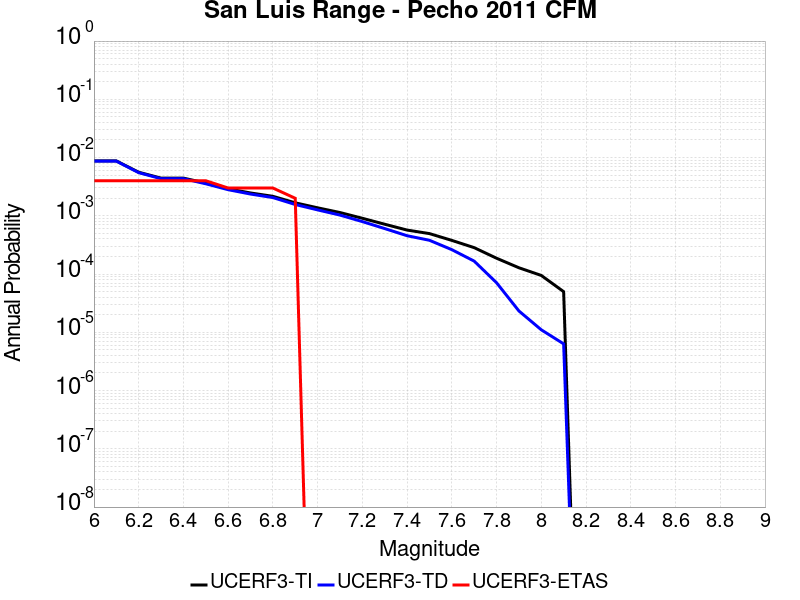 San Luis Range - Pecho 2011 CFM
10^0
10^-1
10^-2
10^-3
10^-4
10^-5
10^-6
10^-7
10^-8
Annual Probability
6 6.2 6.4 6.6 6.8 7 7.2 7.4 7.6 7.8 8 8.2 8.4 8.6 8.8 9
Magnitude
UCERF3-TI UCERF3-TD UCERF3-ETAS